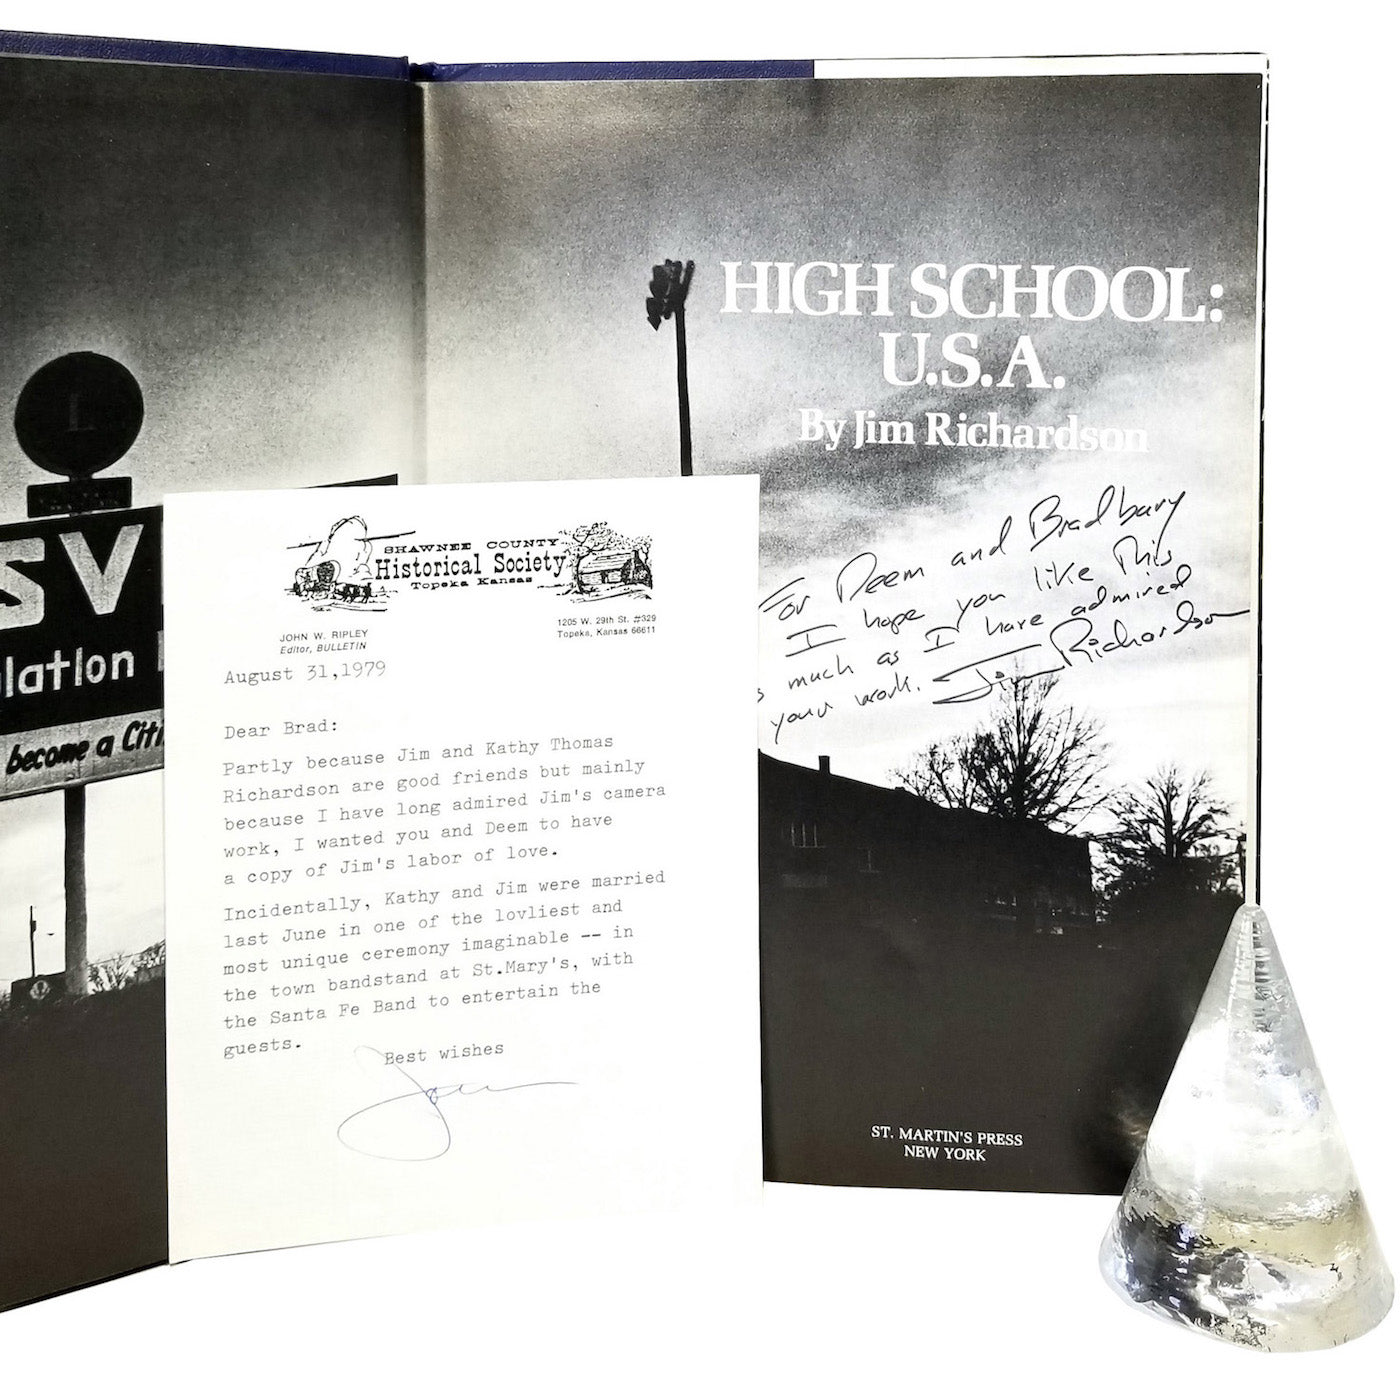 L
SV
lation
become a Citi
HIGH SCHOOL:
U.S.A.
By Jim Richardson
For Deem and Bradbury
I hope you like this
as much as I have admired
your work. Jim Richardson
ST. MARTIN'S PRESS
NEW YORK
SHAWNEE COUNTY
Historical Society
Topeka Kansas
JOHN W. RIPLEY
Editor, BULLETIN
1205 W. 29th St. #329
Topeka, Kansas 66611
August 31,1979
Dear Brad:
Partly because Jim and Kathy Thomas
Richardson are good friends but mainly
because I have long admired Jim's camera
work, I wanted you and Deem to have
a copy of Jim's labor of love.
Incidentally, Kathy and Jim were married
last June in one of the lovliest and
most unique ceremony imaginable -- in
the town bandstand at St.Mary's, with
the Santa Fe Band to entertain the
guests.
Best wishes
John